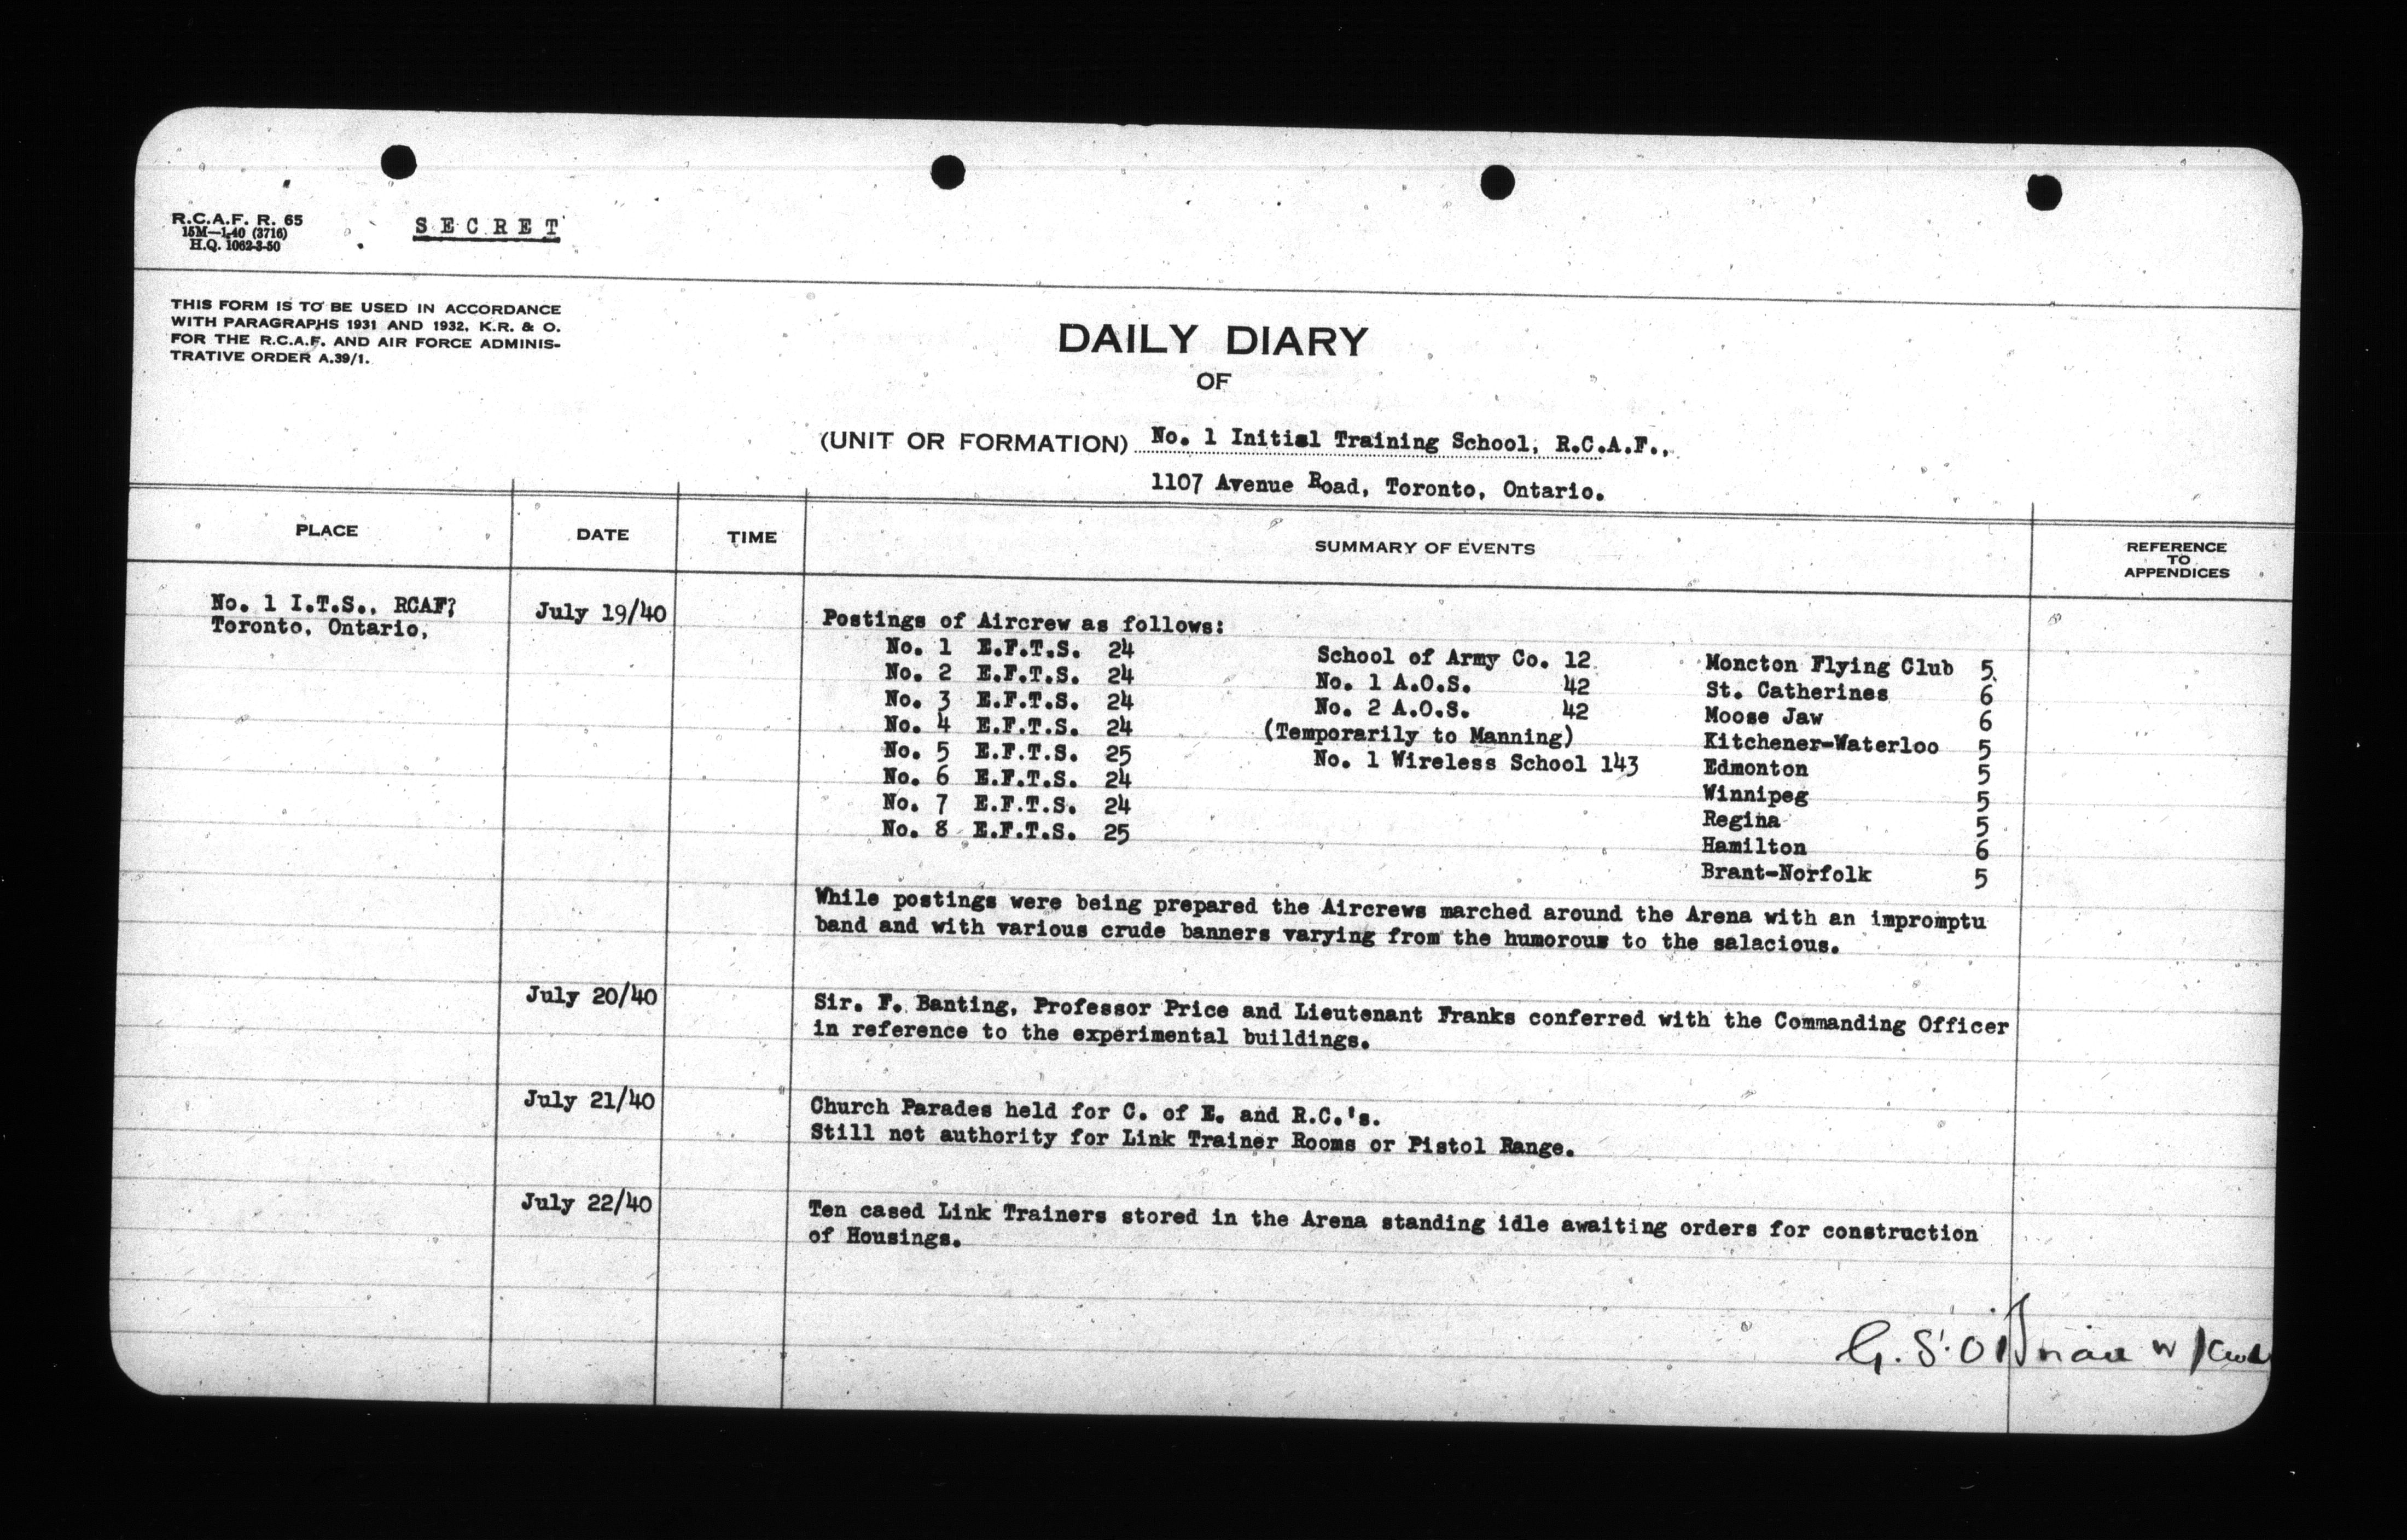 R.C.A.F. R. 65
15M—1-40 (3716)
H.Q. 1062-3-50
SECRET
THIS FORM IS TO BE USED IN ACCORDANCE
WITH PARAGRAPHS 1931 AND 1932, K.R. & O.
FOR THE R.C.A.F. AND AIR FORCE ADMINIS-
TRATIVE ORDER A.39/1.
DAILY DIARY
OF
(UNIT OR FORMATION) No. 1 Initial Training School, R.C.A.F.,
1107 Avenue Road, Toronto, Ontario.
PLACE DATE TIME SUMMARY OF EVENTS REFERENCE
TO
APPENDICES
No. 1 I.T.S., RCAF?
Toronto, Ontario,
July 19/40
Postings of Aircrew as follows:
No. 1 E.F.T.S. 24
No. 2 E.F.T.S. 24
No. 3 E.F.T.S. 24
No. 4 E.F.T.S. 24
No. 5 E.F.T.S. 25
No. 6 E.F.T.S. 24
No. 7 E.F.T.S. 24
No. 8 E.F.T.S. 25
School of Army Co. 12
No. 1 A.O.S. 42
No. 2 A.O.S. 42
(Temporarily to Manning)
No. 1 Wireless School 143
Moncton Flying Club 5
St. Catherines 6
Moose Jaw 6
Kitchener-Waterloo 5
Edmonton 5
Winnipeg 5
Regina 5
Hamilton 6
Brant-Norfolk 5
While postings were being prepared the Aircrews marched around the Arena with an impromptu
band and with various crude banners varying from the humorous to the salacious.
July 20/40
Sir. F. Banting, Professor Price and Lieutenant Franks conferred with the Commanding Officer
in reference to the experimental buildings.
July 21/40
Church Parades held for C. of E. and R.C.'s.
Still not authority for Link Trainer Rooms or Pistol Range.
July 22/40
Ten cased Link Trainers stored in the Arena standing idle awaiting orders for construction
of Housings.
G. S. O'Brian